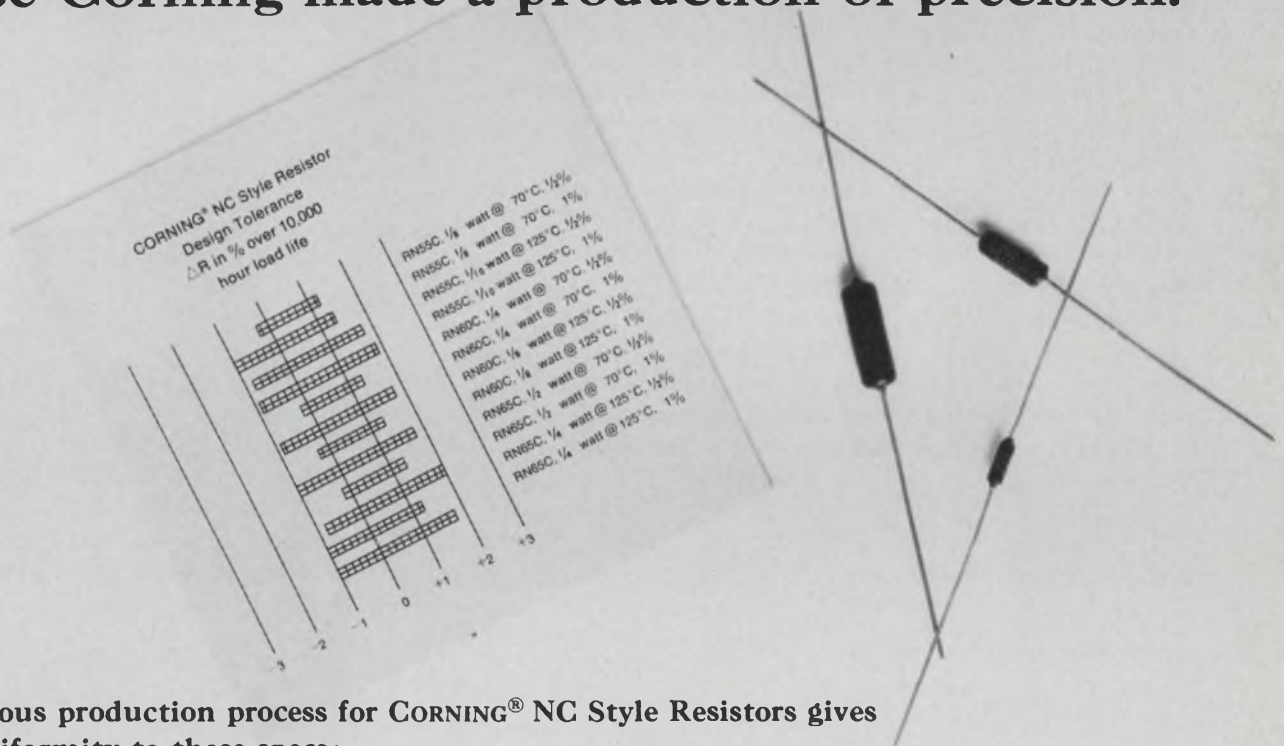 Corning made a production of precision.
CORNING® NC Style Resistor
Design Tolerance
△R in % over 10,000
hour load life
RN55C, 1/8 watt @ 70°C, 1/2%
RN55C, 1/8 watt @ 70°C, 1%
RN55C, 1/10 watt @ 125°C, 1/2%
RN55C, 1/10 watt @ 125°C, 1%
RN60C, 1/4 watt @ 70°C, 1/2%
RN60C, 1/4 watt @ 70°C, 1%
RN60C, 1/8 watt @ 125°C, 1/2%
RN60C, 1/8 watt @ 125°C, 1%
RN65C, 1/2 watt @ 70°C, 1/2%
RN65C, 1/2 watt @ 70°C, 1%
RN65C, 1/4 watt @ 125°C, 1/2%
RN65C, 1/4 watt @ 125°C, 1%
-3 -2 -1 0 +1 +2 +3
ous production process for CORNING® NC Style Resistors gives
iformity to these specs: